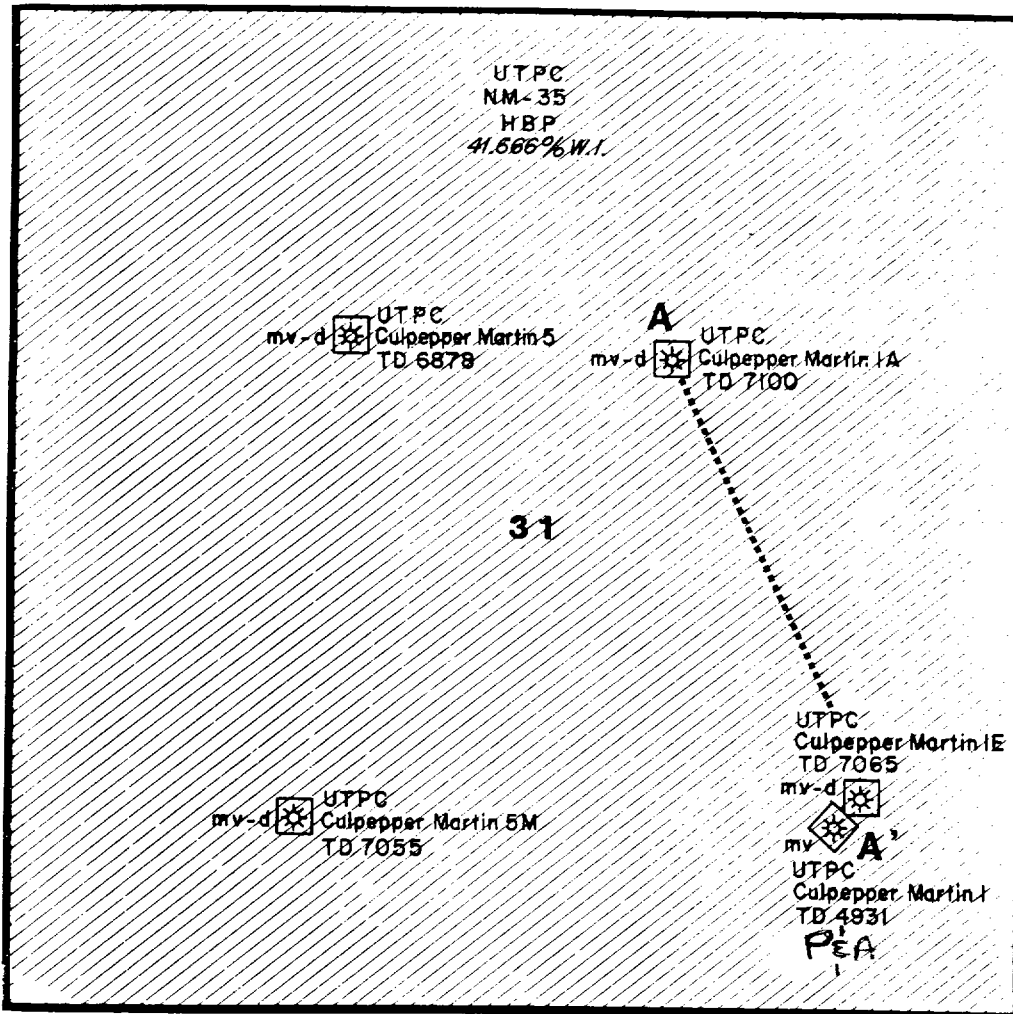 UTPC
NM-35
HBP
41.666% W.I.
A
UTPC
mv-d Culpepper Martin 5
TD 6878
UTPC
mv-d Culpepper Martin 1A
TD 7100
31
UTPC
Culpepper Martin 1E
TD 7065
mv-d
UTPC
mv-d Culpepper Martin 5M
TD 7055
mv A'
UTPC
Culpepper Martin 1
TD 4931
P&A